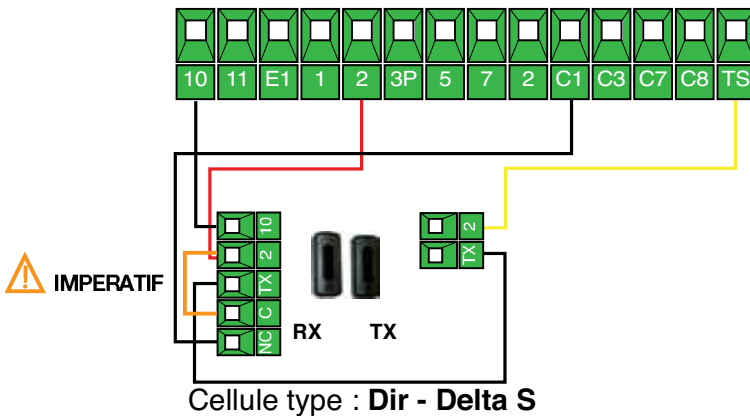 10 11 E1 1 2 3P 5 7 2 C1 C3 C7 C8 TS
10
2
TX
C
NC
2
TX
IMPERATIF
RX TX
Cellule type : Dir - Delta S